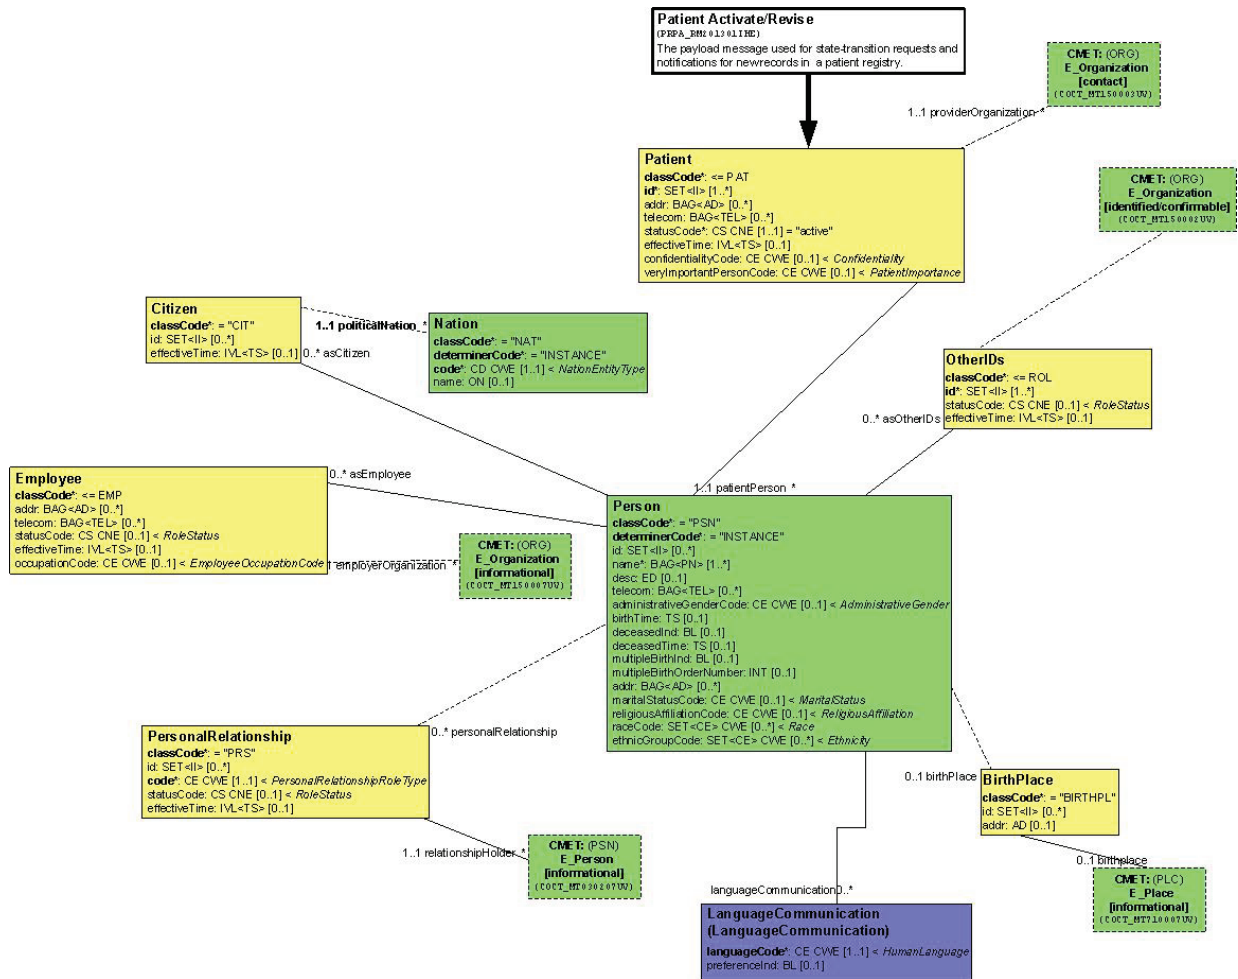 Patient Activate/Revise
(PRPA_RM201301IHE)
The payload message used for state-transition requests and
notifications for newrecords in a patient registry.
CMET: (ORG)
E_Organization
[contact]
(COCT_MT150003UV)
1..1 providerOrganization *
Patient
classCode*: <= PAT
id*: SET<II> [1..*]
addr: BAG<AD> [0..*]
telecom: BAG<TEL> [0..*]
statusCode*: CS CNE [1..1] = "active"
effectiveTime: IVL<TS> [0..1]
confidentialityCode: CE CWE [0..1] < Confidentiality
veryImportantPersonCode: CE CWE [0..1] < PatientImportance
CMET: (ORG)
E_Organization
[identified/confirmable]
(COCT_MT150002UV)
Citizen
classCode*: = "CIT"
id: SET<II> [0..*]
effectiveTime: IVL<TS> [0..1]
1..1 politicalNation *
0..* asCitizen
Nation
classCode*: = "NAT"
determinerCode*: = "INSTANCE"
code*: CD CWE [1..1] < NationEntityType
name: ON [0..1]
OtherIDs
classCode*: <= ROL
id*: SET<II> [1..*]
statusCode: CS CNE [0..1] < RoleStatus
effectiveTime: IVL<TS> [0..1]
0..* asOtherIDs
Employee
classCode*: <= EMP
addr: BAG<AD> [0..*]
telecom: BAG<TEL> [0..*]
statusCode: CS CNE [0..1] < RoleStatus
effectiveTime: IVL<TS> [0..1]
occupationCode: CE CWE [0..1] < EmployeeOccupationCode
0..* asEmployee
1 employerOrganization *
CMET: (ORG)
E_Organization
[informational]
(COCT_MT150007UV)
1..1 patientPerson *
Person
classCode*: = "PSN"
determinerCode*: = "INSTANCE"
id: SET<II> [0..*]
name*: BAG<PN> [1..*]
desc: ED [0..1]
telecom: BAG<TEL> [0..*]
administrativeGenderCode: CE CWE [0..1] < AdministrativeGender
birthTime: TS [0..1]
deceasedInd: BL [0..1]
deceasedTime: TS [0..1]
multipleBirthInd: BL [0..1]
multipleBirthOrderNumber: INT [0..1]
addr: BAG<AD> [0..*]
maritalStatusCode: CE CWE [0..1] < MaritalStatus
religiousAffiliationCode: CE CWE [0..1] < ReligiousAffiliation
raceCode: SET<CE> CWE [0..*] < Race
ethnicGroupCode: SET<CE> CWE [0..*] < Ethnicity
PersonalRelationship
classCode*: = "PRS"
id: SET<II> [0..*]
code*: CE CWE [1..1] < PersonalRelationshipRoleType
statusCode: CS CNE [0..1] < RoleStatus
effectiveTime: IVL<TS> [0..1]
0..* personalRelationship
1..1 relationshipHolder *
CMET: (PSN)
E_Person
[informational]
(COCT_MT030207UV)
0..1 birthPlace
BirthPlace
classCode*: = "BIRTHPL"
id: SET<II> [0..*]
addr: AD [0..1]
0..1 birthplace
CMET: (PLC)
E_Place
[informational]
(COCT_MT710007UV)
languageCommunication0..*
LanguageCommunication
(LanguageCommunication)
languageCode*: CE CWE [1..1] < HumanLanguage
preferenceInd: BL [0..1]